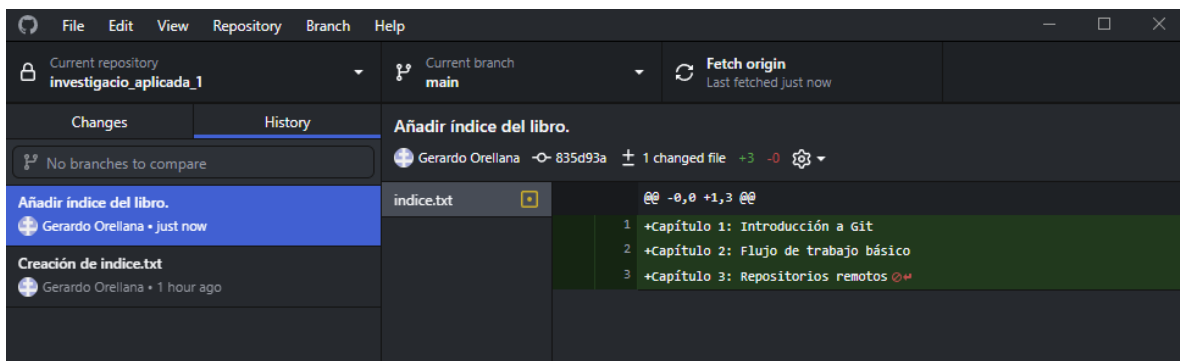 File Edit View Repository Branch Help
Current repository
investigacio_aplicada_1
Current branch
main
Fetch origin
Last fetched just now
Changes History
No branches to compare
Añadir índice del libro.
Gerardo Orellana • just now
Creación de indice.txt
Gerardo Orellana • 1 hour ago
Añadir índice del libro.
Gerardo Orellana 835d93a 1 changed file +3 -0
indice.txt
@@ -0,0 +1,3 @@
1 +Capítulo 1: Introducción a Git
2 +Capítulo 2: Flujo de trabajo básico
3 +Capítulo 3: Repositorios remotos